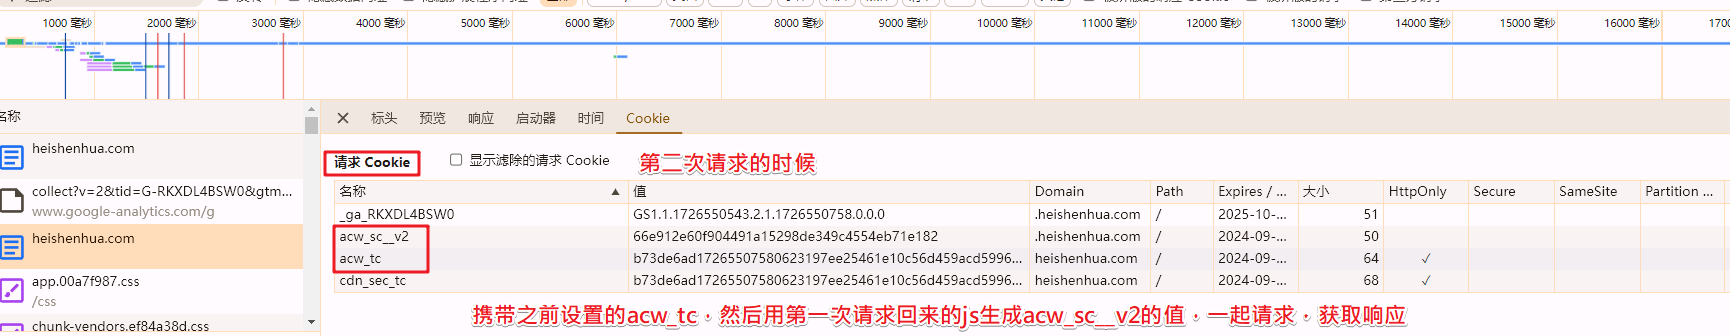 1000 毫秒 2000 毫秒 3000 毫秒 4000 毫秒 5000 毫秒 6000 毫秒 7000 毫秒 8000 毫秒 9000 毫秒 10000 毫秒 11000 毫秒 12000 毫秒 13000 毫秒 14000 毫秒 15000 毫秒 16000 毫秒 1700
名称
heishenhua.com
collect?v=2&tid=G-RKXDL4BSW0&gtm...
www.google-analytics.com/g
heishenhua.com
app.00a7f987.css
/css
chunk-vendors.ef84a38d.css
标头 预览 响应 启动器 时间 Cookie
请求 Cookie 显示滤除的请求 Cookie 第二次请求的时候
名称 值 Domain Path Expires / ... 大小 HttpOnly Secure SameSite Partition ...
_ga_RKXDL4BSW0 GS1.1.1726550543.2.1.1726550758.0.0.0 .heishenhua.com / 2025-10-... 51
acw_sc__v2 66e912e60f904491a15298de349c4554eb71e182 .heishenhua.com / 2024-09-... 50
acw_tc b73de6ad17265507580623197ee25461e10c56d459acd5996... heishenhua.com / 2024-09-... 64 ✓
cdn_sec_tc b73de6ad17265507580623197ee25461e10c56d459acd5996... heishenhua.com / 2024-09-... 68 ✓
携带之前设置的acw_tc，然后用第一次请求回来的js生成acw_sc__v2的值，一起请求，获取响应